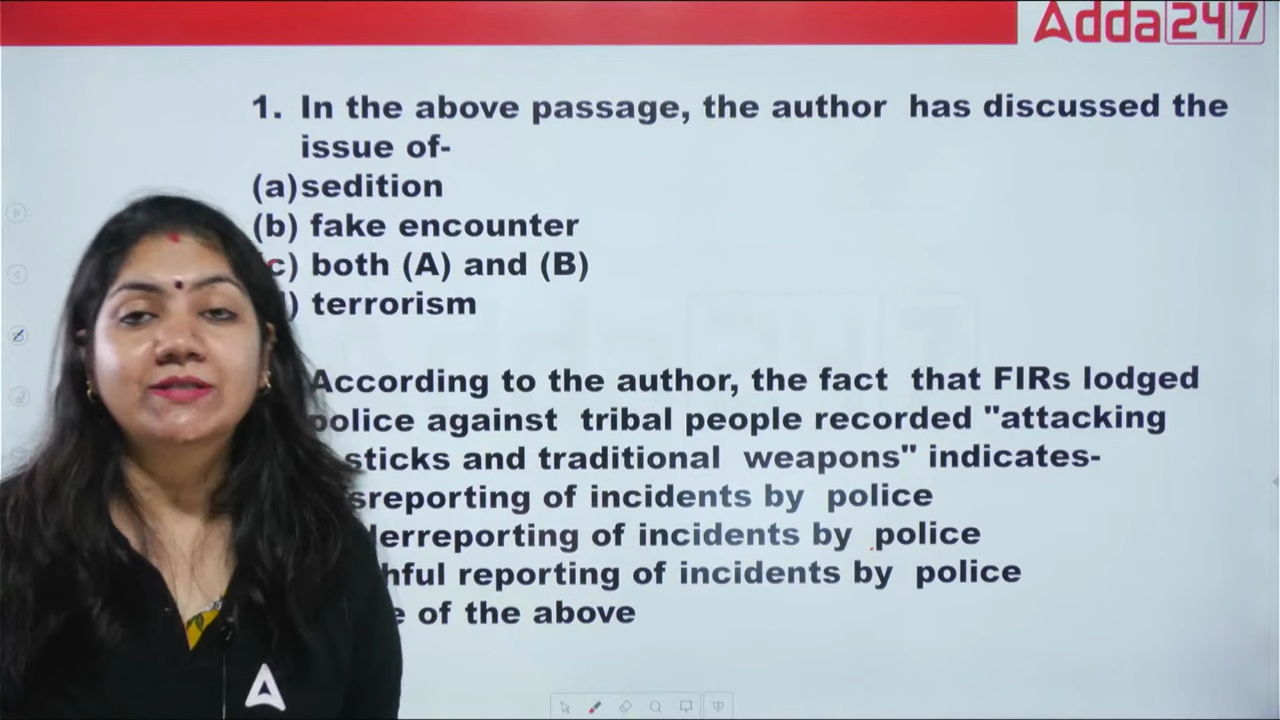 Adda247
1. In the above passage, the author has discussed the
issue of-
(a) sedition
(b) fake encounter
(c) both (A) and (B)
) terrorism
According to the author, the fact that FIRs lodged
police against tribal people recorded "attacking
sticks and traditional weapons" indicates-
of incidents by police
of incidents by police
reporting of incidents by police
of the above